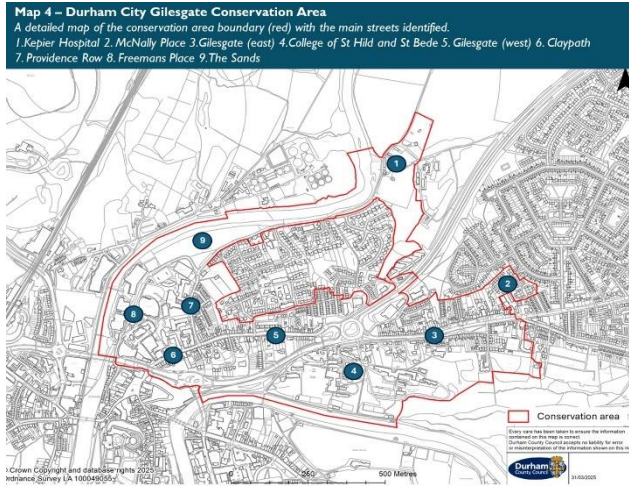 Map 4 – Durham City Gilesgate Conservation Area
A detailed map of the conservation area boundary (red) with the main streets identified.
1.Kepier Hospital 2. McNally Place 3.Gilesgate (east) 4.College of St Hild and St Bede 5. Gilesgate (west) 6. Claypath
7. Providence Row 8. Freemans Place 9.The Sands
1
9
2
8
7
5
3
6
4
Conservation area
Every care has been taken to ensure the information
contained on this map is correct.
Durham County Council accepts no liability for error
or misinterpretation of the information shown on this m
Crown Copyright and database rights 2025
Ordnance Survey LA 100049055
0 250 500 Metres
Durham
County Council
31/03/2025